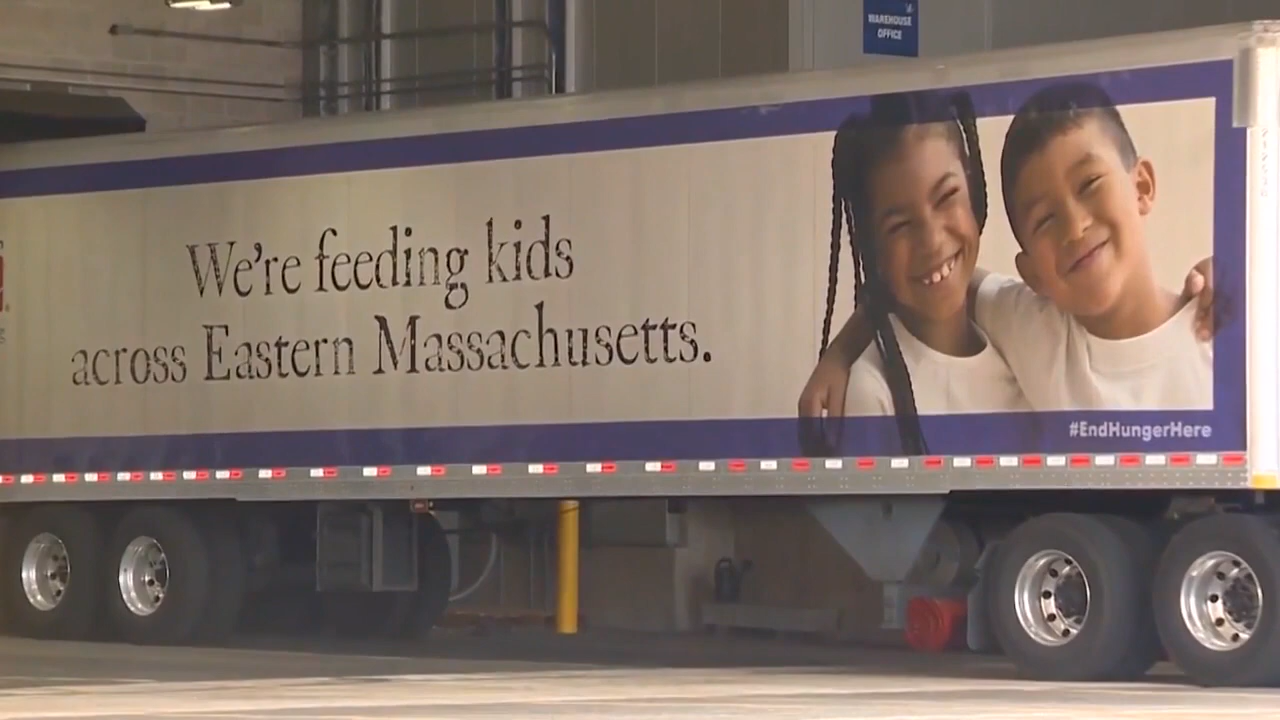 WAREHOUSE
OFFICE
We're feeding kids
across Eastern Massachusetts.
#EndHungerHere